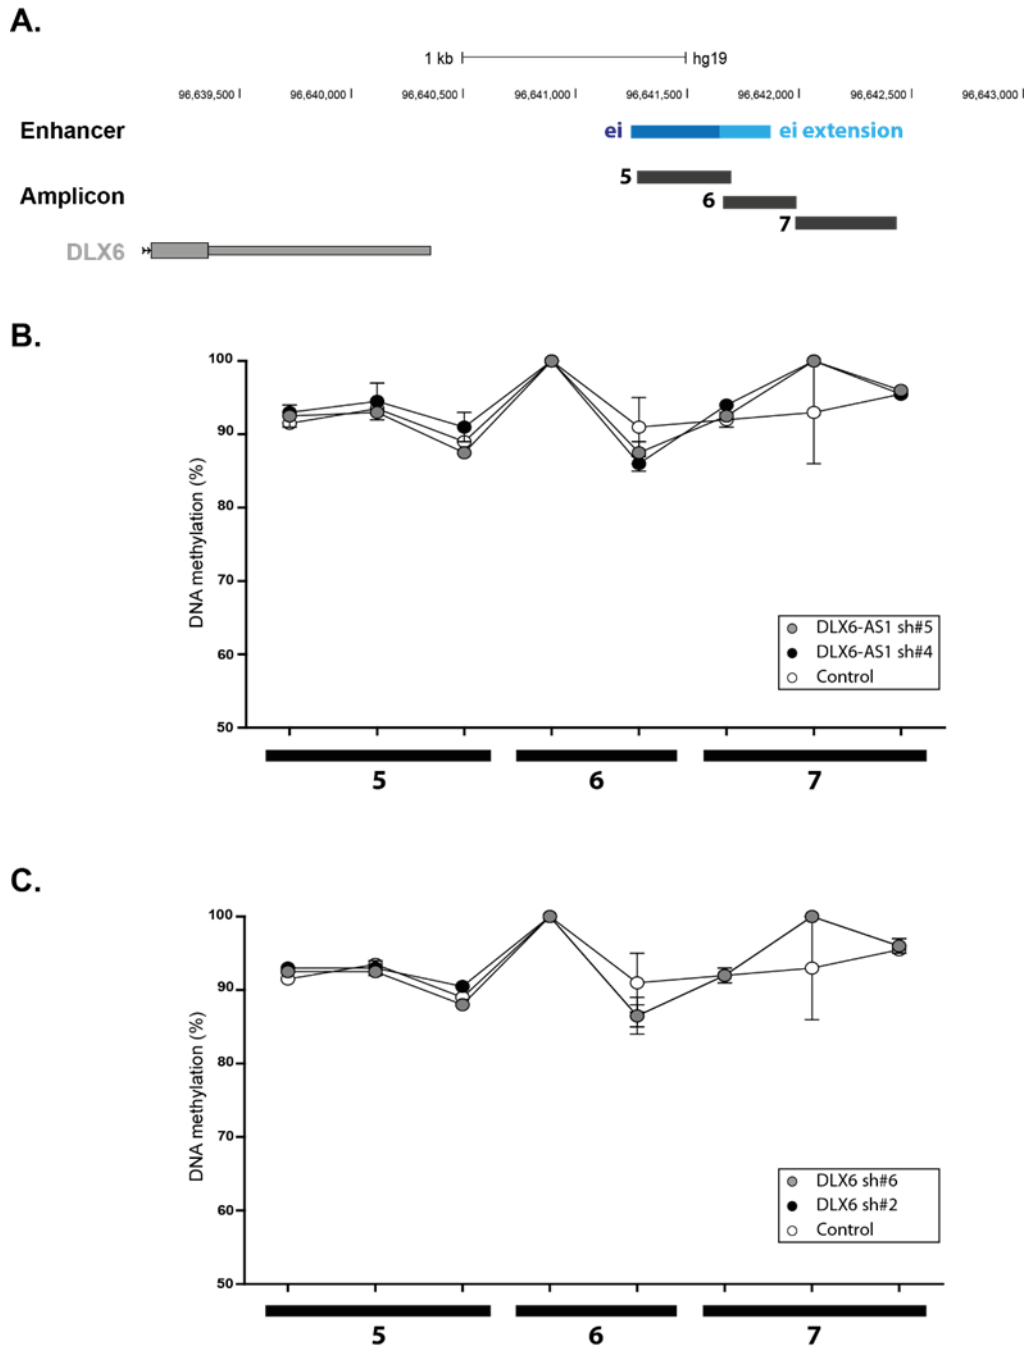 A.
1 kb hg19
96,639,500 96,640,000 96,640,500 96,641,000 96,641,500 96,642,000 96,642,500 96,643,000
Enhancer ei ei extension
5
Amplicon 6
7
DLX6
B.
100
90
80
70
60
50
DNA methylation (%)
DLX6-AS1 sh#5
DLX6-AS1 sh#4
Control
5 6 7
C.
100
90
80
70
60
50
DNA methylation (%)
DLX6 sh#6
DLX6 sh#2
Control
5 6 7